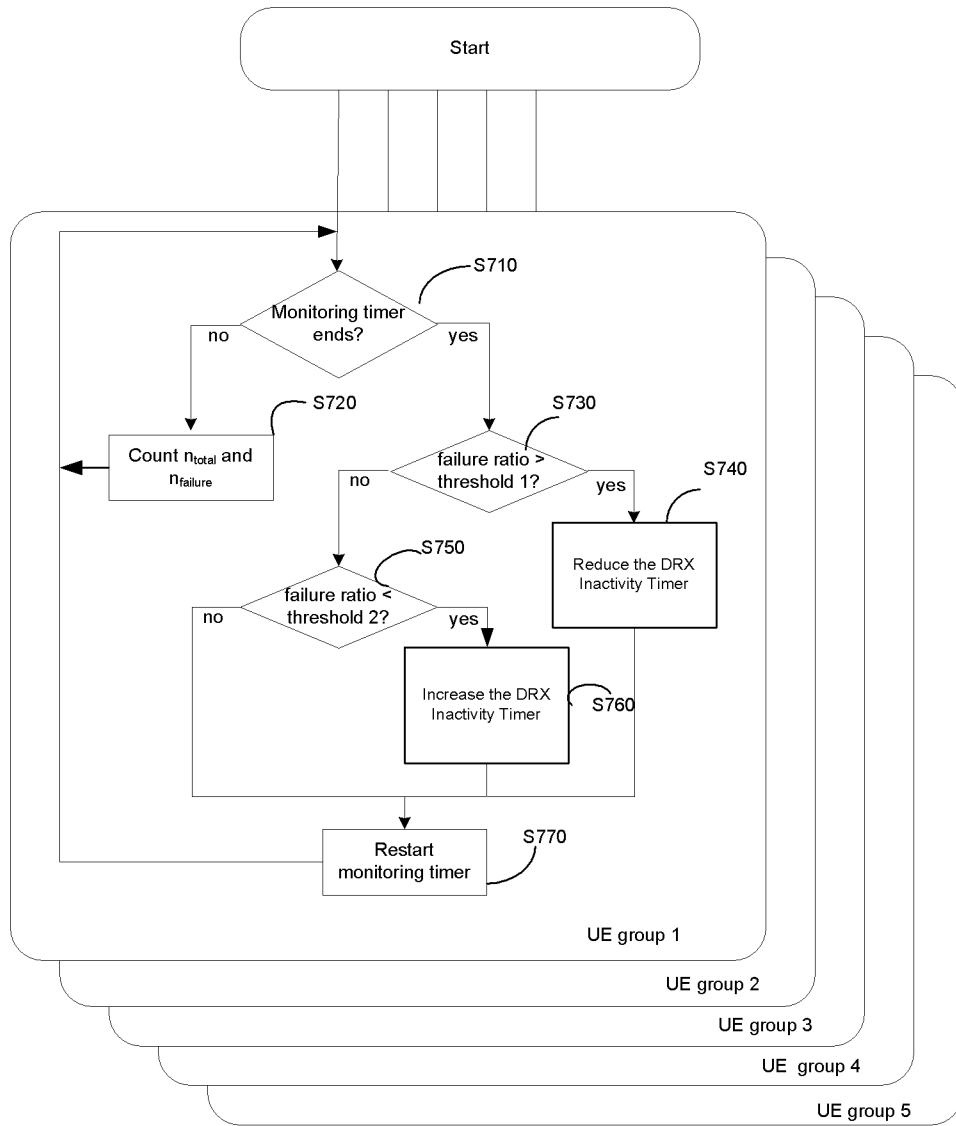 Start
S710
Monitoring timer
ends?
no
yes
S720
Count n_total and
n_failure
S730
failure ratio >
threshold 1?
no
yes
S740
Reduce the DRX
Inactivity Timer
S750
failure ratio <
threshold 2?
no
yes
Increase the DRX
Inactivity Timer
S760
S770
Restart
monitoring timer
UE group 1
UE group 2
UE group 3
UE group 4
UE group 5